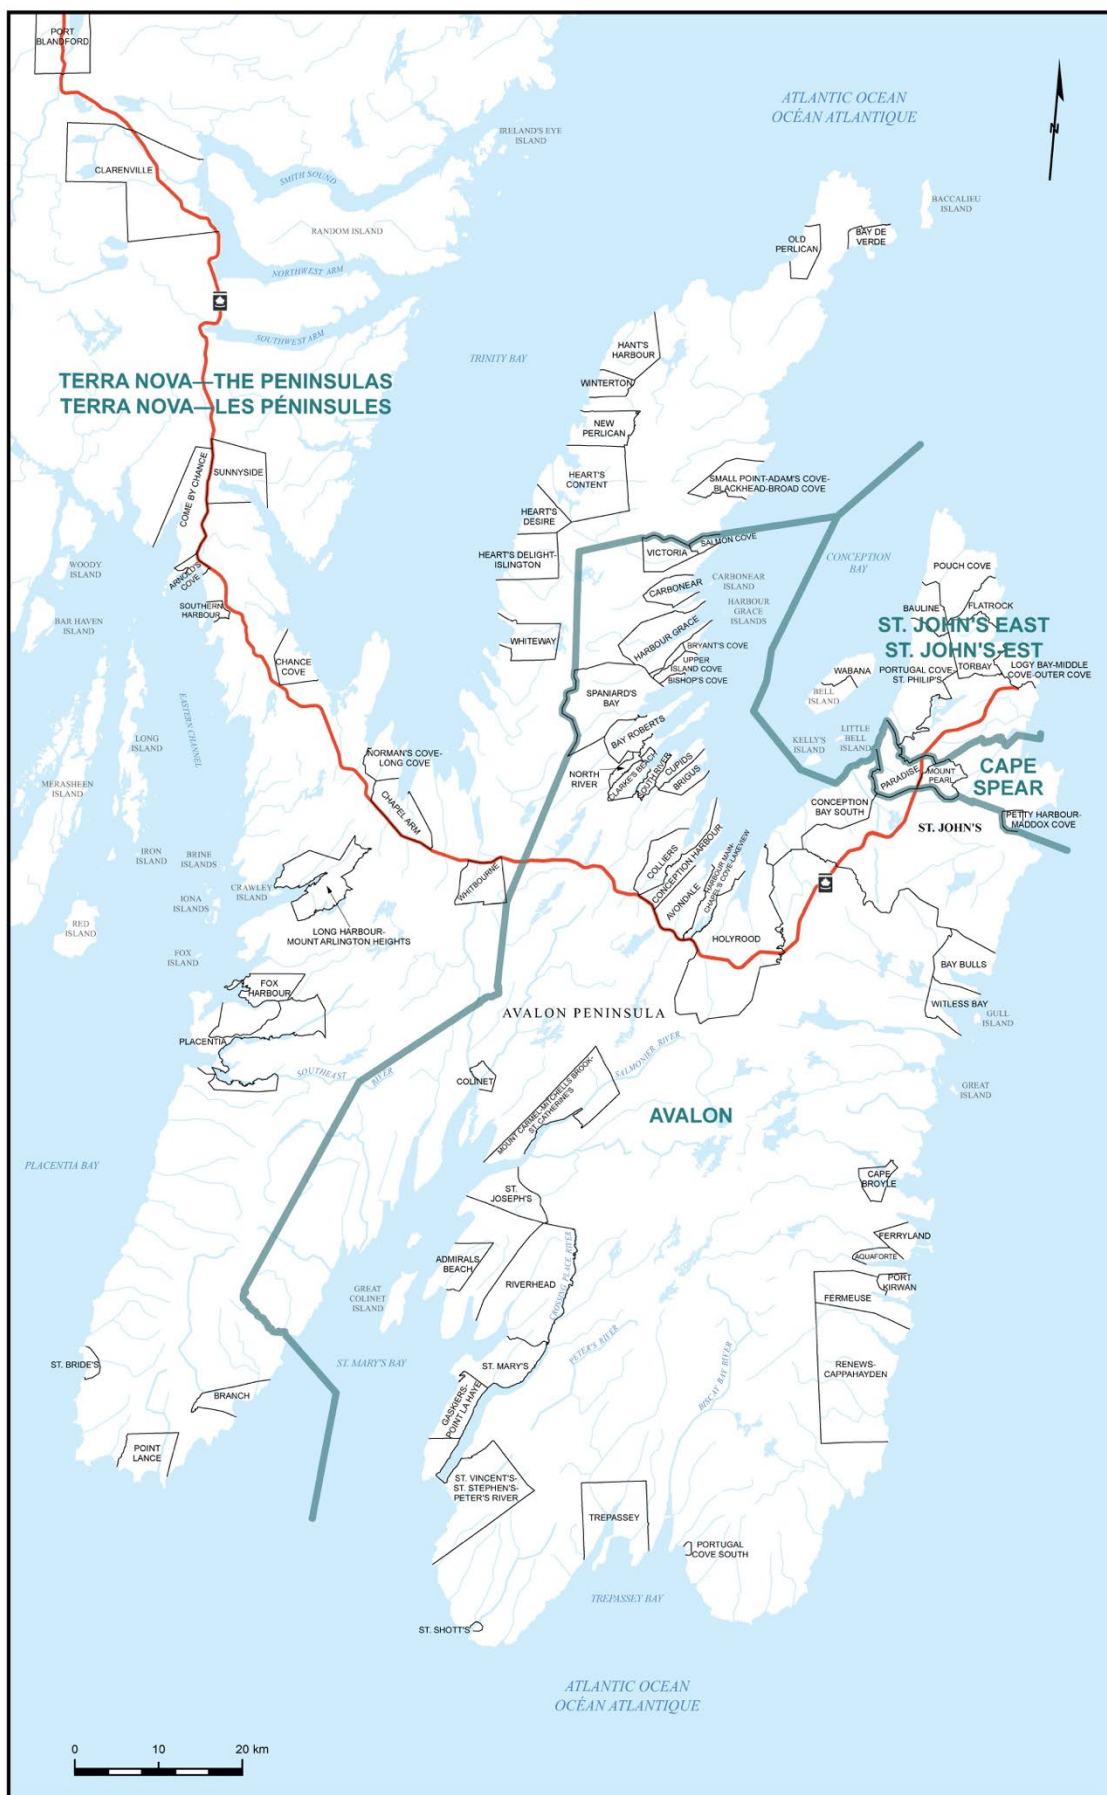 PORT
BLANDFORD
ATLANTIC OCEAN
OCÉAN ATLANTIQUE
N
IRELAND'S EYE
ISLAND
CLARENVILLE
SMITH SOUND
BACCALIEU
ISLAND
RANDOM ISLAND
OLD
PERLICAN
BAY DE
VERDE
NORTHWEST ARM
SOUTHWEST ARM
HANT'S
HARBOUR
TRINITY BAY
TERRA NOVA—THE PENINSULAS
TERRA NOVA—LES PÉNINSULES
WINTERTON
NEW
PERLICAN
COME BY CHANCE
SUNNYSIDE
HEART'S
CONTENT
SMALL POINT-ADAM'S COVE-
BLACKHEAD-BROAD COVE
HEART'S
DESIRE
HEART'S DELIGHT-
ISLINGTON
VICTORIA
SALMON COVE
CONCEPTION
BAY
POUCH COVE
WOODY
ISLAND
ARNOLD'S
COVE
CARBONEAR
CARBONEAR
ISLAND
SOUTHERN
HARBOUR
HARBOUR
GRACE
ISLANDS
BAULINE
FLATROCK
BAR HAVEN
ISLAND
ST. JOHN'S EAST
ST. JOHN'S-EST
WHITEWAY
HARBOUR GRACE
BRYANT'S COVE
UPPER
ISLAND COVE
BISHOP'S COVE
CHANCE
COVE
WABANA
PORTUGAL COVE-
ST. PHILIP'S
TORBAY
LOGY BAY-MIDDLE
COVE-OUTER COVE
SPANIARD'S
BAY
BELL
ISLAND
EASTERN CHANNEL
LONG
ISLAND
BAY ROBERTS
KELLY'S
ISLAND
LITTLE
BELL
ISLAND
NORMAN'S COVE-
LONG COVE
NORTH
RIVER
CLARKE'S BEACH
SOUTH RIVER
CUPIDS
BRIGUS
PARADISE
MOUNT
PEARL
CAPE
SPEAR
MERASHEEN
ISLAND
CHAPEL ARM
CONCEPTION
BAY SOUTH
ST. JOHN'S
PETTY HARBOUR-
MADDOX COVE
IRON
ISLAND
BRINE
ISLANDS
COLLIERS
CONCEPTION HARBOUR
AVONDALE
HARBOUR MAIN-
CHAPEL'S COVE-LAKEVIEW
WHITBOURNE
CRAWLEY
ISLAND
IONA
ISLANDS
RED
ISLAND
LONG HARBOUR-
MOUNT ARLINGTON HEIGHTS
HOLYROOD
FOX
ISLAND
BAY BULLS
FOX
HARBOUR
WITLESS BAY
GULL
ISLAND
AVALON PENINSULA
PLACENTIA
SOUTHEAST
RIVER
COLINET
SALMONIER RIVER
GREAT
ISLAND
MOUNT CARMEL-MITCHELLS BROOK-
ST. CATHERINE'S
AVALON
PLACENTIA BAY
CAPE
BROYLE
ST.
JOSEPH'S
FERRYLAND
ADMIRALS
BEACH
AQUAFORTE
CROSSING PLACE RIVER
RIVERHEAD
PORT
KIRWAN
GREAT
COLINET
ISLAND
FERMEUSE
PETER'S RIVER
ST. BRIDE'S
ST. MARY'S BAY
ST. MARY'S
RENEWS-
CAPPAHAYDEN
BISCAY BAY RIVER
BRANCH
GASKIERS-
POINT LA HAYE
POINT
LANCE
ST. VINCENT'S-
ST. STEPHEN'S-
PETER'S RIVER
TREPASSEY
PORTUGAL
COVE SOUTH
TREPASSEY BAY
ST. SHOTT'S
ATLANTIC OCEAN
OCÉAN ATLANTIQUE
0 10 20 km